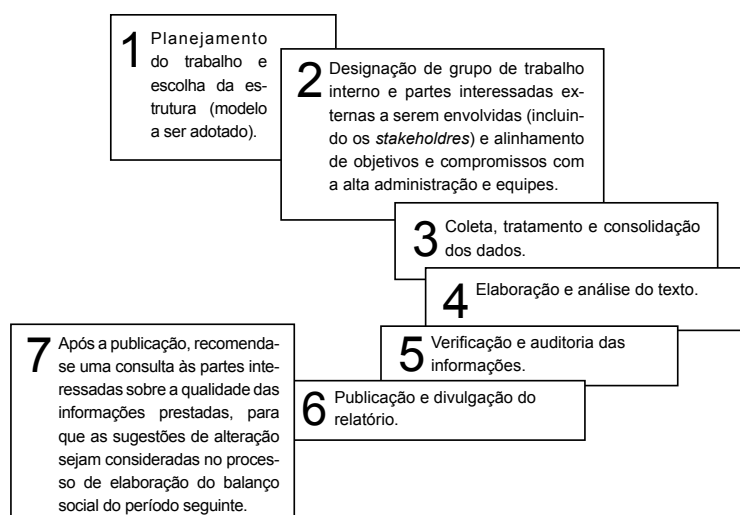 1 Planejamento
do trabalho e
escolha da es-
trutura (modelo
a ser adotado).
2 Designação de grupo de trabalho
interno e partes interessadas ex-
ternas a serem envolvidas (incluin-
do os stakeholdres) e alinhamento
de objetivos e compromissos com
a alta administração e equipes.
3 Coleta, tratamento e consolidação
dos dados.
4 Elaboração e análise do texto.
5 Verificação e auditoria das
informações.
6 Publicação e divulgação do
relatório.
7 Após a publicação, recomenda-
se uma consulta às partes inte-
ressadas sobre a qualidade das
informações prestadas, para
que as sugestões de alteração
sejam consideradas no proces-
so de elaboração do balanço
social do período seguinte.